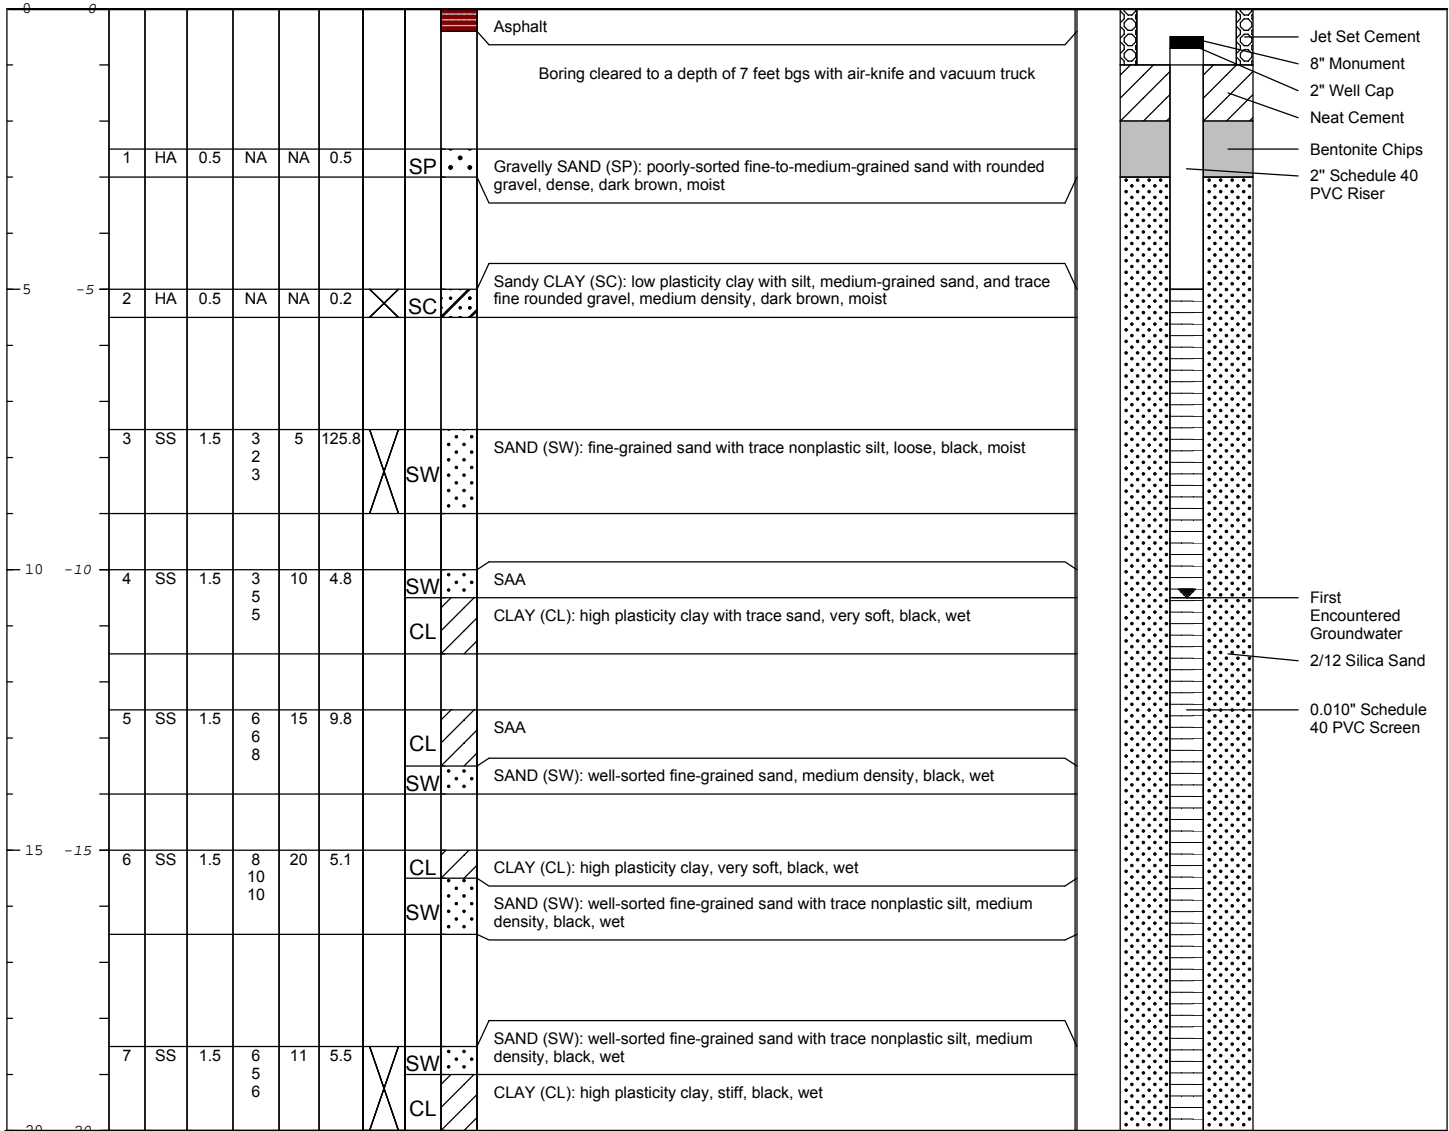 0 0
Asphalt
Jet Set Cement
8" Monument
Boring cleared to a depth of 7 feet bgs with air-knife and vacuum truck
2" Well Cap
Neat Cement
1 HA 0.5 NA NA 0.5 SP
Gravelly SAND (SP): poorly-sorted fine-to-medium-grained sand with rounded
gravel, dense, dark brown, moist
Bentonite Chips
2" Schedule 40
PVC Riser
5 -5
2 HA 0.5 NA NA 0.2 SC
Sandy CLAY (SC): low plasticity clay with silt, medium-grained sand, and trace
fine rounded gravel, medium density, dark brown, moist
3 SS 1.5 3 5 125.8
2
3
SW
SAND (SW): fine-grained sand with trace nonplastic silt, loose, black, moist
10 -10
4 SS 1.5 3 10 4.8 SW
5
5
SAA
CL
CLAY (CL): high plasticity clay with trace sand, very soft, black, wet
First
Encountered
Groundwater
2/12 Silica Sand
5 SS 1.5 6 15 9.8
6
8
CL
SAA
0.010" Schedule
40 PVC Screen
SW
SAND (SW): well-sorted fine-grained sand, medium density, black, wet
15 -15
6 SS 1.5 8 20 5.1 CL
10
10
CLAY (CL): high plasticity clay, very soft, black, wet
SW
SAND (SW): well-sorted fine-grained sand with trace nonplastic silt, medium
density, black, wet
7 SS 1.5 6 11 5.5 SW
5
6
SAND (SW): well-sorted fine-grained sand with trace nonplastic silt, medium
density, black, wet
CL
CLAY (CL): high plasticity clay, stiff, black, wet
20 -20